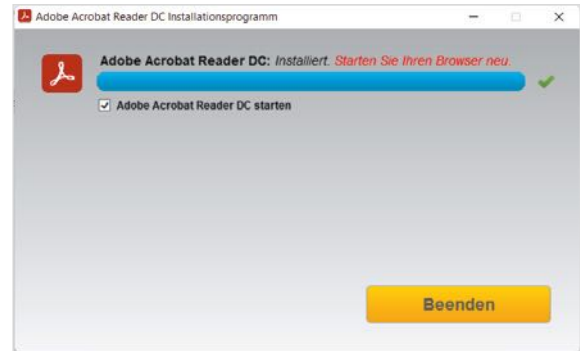 Adobe Acrobat Reader DC Installationsprogramm
Adobe Acrobat Reader DC: Installiert. Starten Sie Ihren Browser neu.
Adobe Acrobat Reader DC starten
Beenden